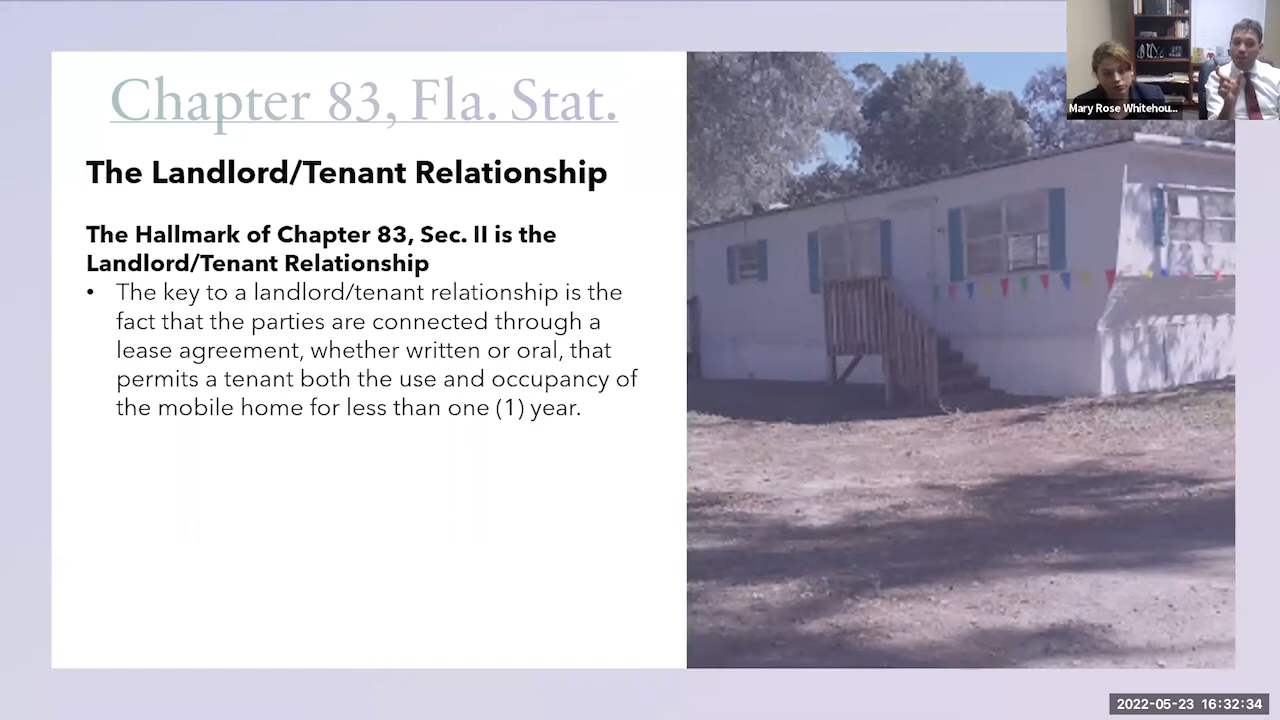 Chapter 83, Fla. Stat.
The Landlord/Tenant Relationship
The Hallmark of Chapter 83, Sec. II is the
Landlord/Tenant Relationship
• The key to a landlord/tenant relationship is the
fact that the parties are connected through a
lease agreement, whether written or oral, that
permits a tenant both the use and occupancy of
the mobile home for less than one (1) year.
Mary Rose Whitehou...
2022-05-23 16:32:34